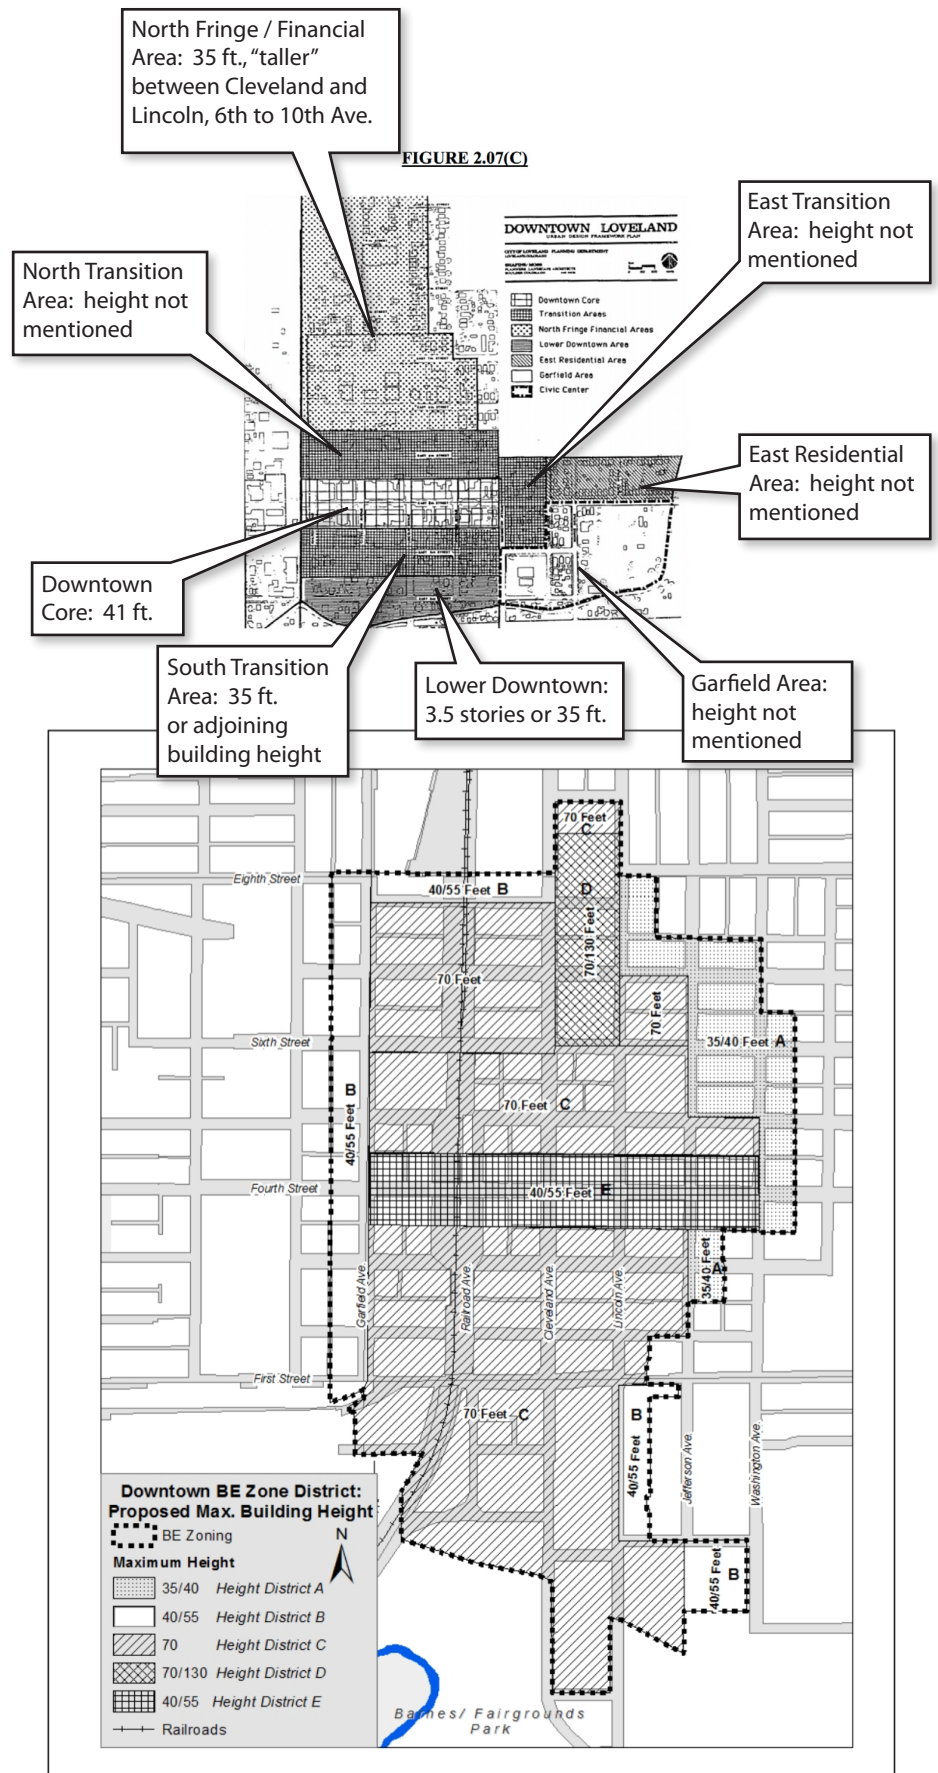 North Fringe / Financial
Area:  35 ft., “taller”
between Cleveland and
Lincoln, 6th to 10th Ave.
FIGURE 2.07(C)
East Transition
Area:  height not
mentioned
North Transition
Area:  height not
mentioned
DOWNTOWN LOVELAND
URBAN DESIGN FRAMEWORK PLAN
CITY OF LOVELAND PLANNING DEPARTMENT
Downtown Core
Transition Areas
North Fringe Financial Areas
Lower Downtown Area
East Residential Area
Garfield Area
Civic Center
East Residential
Area:  height not
mentioned
Downtown
Core:  41 ft.
South Transition
Area:  35 ft.
or adjoining
building height
Lower Downtown:
3.5 stories or 35 ft.
Garfield Area:
height not
mentioned
70 Feet
C
Eighth Street
40/55 Feet B
D
70/130 Feet
70 Feet
70 Feet
Sixth Street
35/40 Feet A
B
40/55 Feet
70 Feet C
Fourth Street
40/55 Feet E
35/40 Feet
A
Garfield Ave.
Railroad Ave.
Cleveland Ave.
Lincoln Ave.
First Street
70 Feet C
B
40/55 Feet
Jefferson Ave.
Washington Ave.
40/55 Feet
B
Downtown BE Zone District:
Proposed Max. Building Height
BE Zoning
N
Maximum Height
35/40 Height District A
40/55 Height District B
70 Height District C
70/130 Height District D
40/55 Height District E
Railroads
Barnes/ Fairgrounds
Park